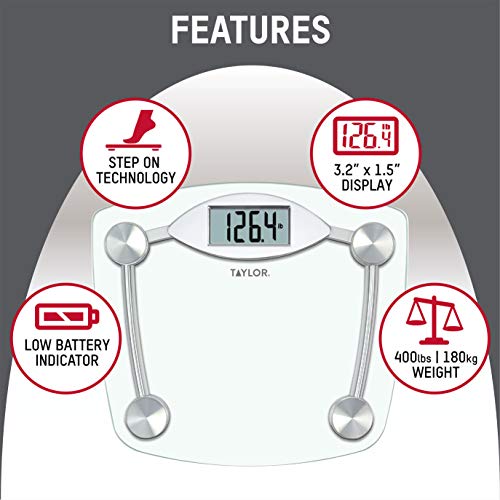 FEATURES
STEP ON
TECHNOLOGY
126.4 lb
3.2" x 1.5"
DISPLAY
126.4 lb
TAYLOR.
LOW BATTERY
INDICATOR
400lbs | 180kg
WEIGHT